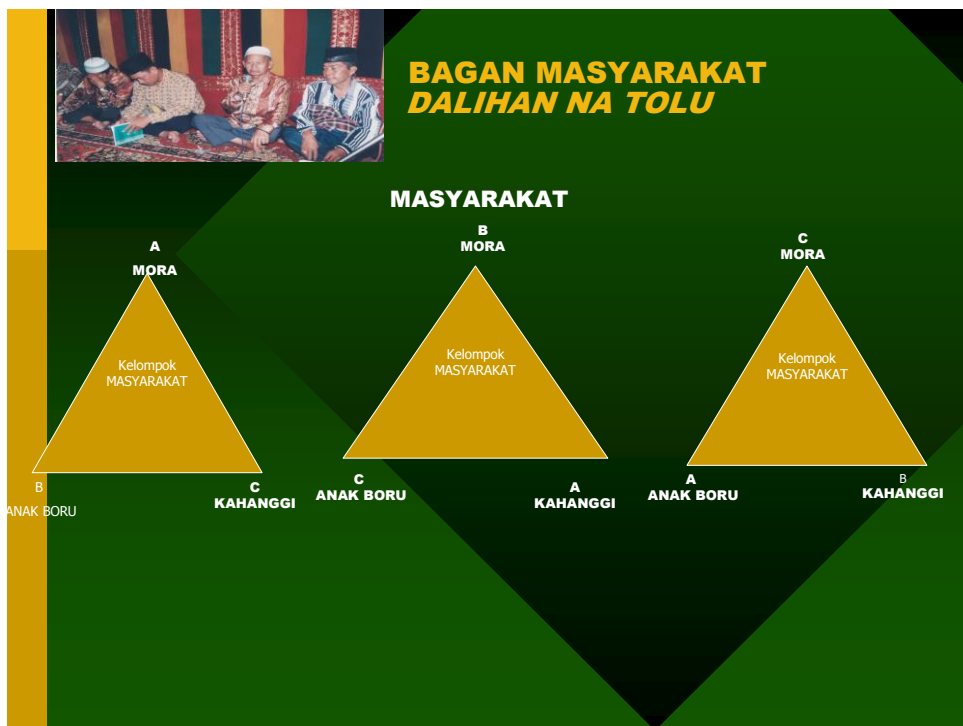 BAGAN MASYARAKAT
DALIHAN NA TOLU
MASYARAKAT
A
MORA
Kelompok
MASYARAKAT
B
ANAK BORU
C
KAHANGGI
B
MORA
Kelompok
MASYARAKAT
C
ANAK BORU
A
KAHANGGI
C
MORA
Kelompok
MASYARAKAT
A
ANAK BORU
B
KAHANGGI